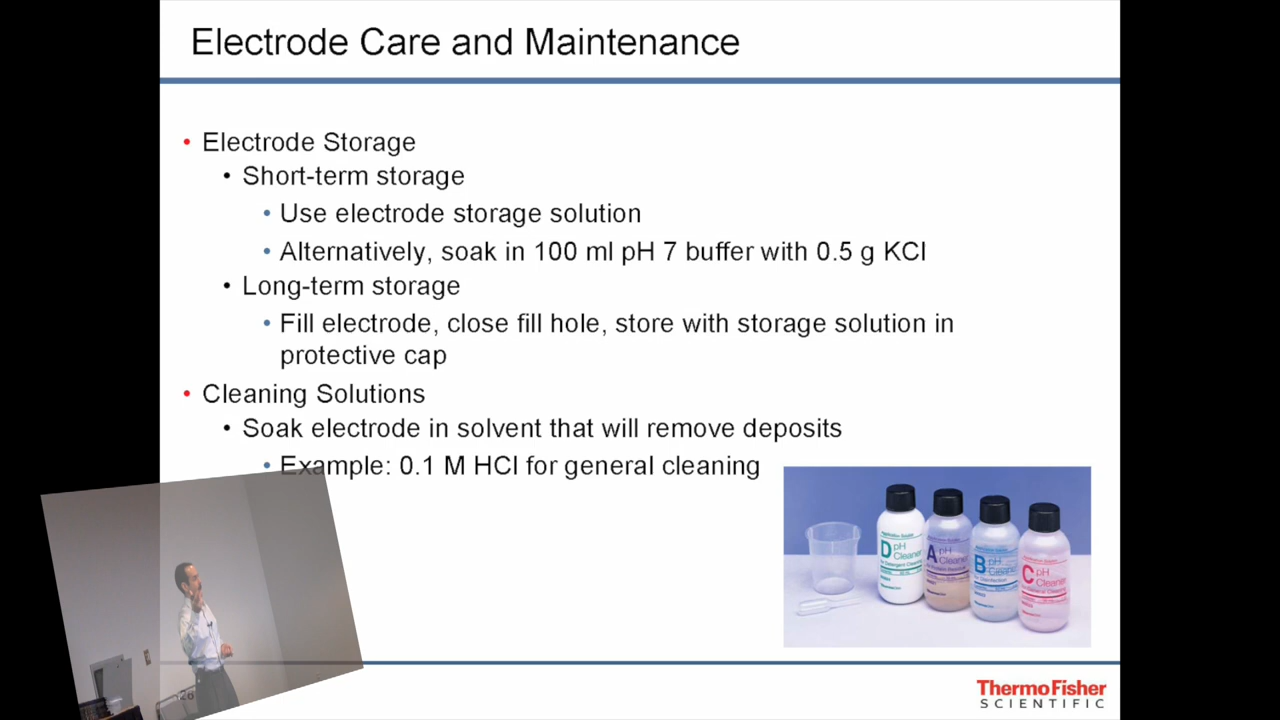 Electrode Care and Maintenance
• Electrode Storage
• Short-term storage
• Use electrode storage solution
• Alternatively, soak in 100 ml pH 7 buffer with 0.5 g KCl
• Long-term storage
• Fill electrode, close fill hole, store with storage solution in
protective cap
• Cleaning Solutions
• Soak electrode in solvent that will remove deposits
• Example: 0.1 M HCl for general cleaning
D pH
Cleaner
A pH
Cleaner
B pH
Cleaner
C pH
Cleaner
26
ThermoFisher
SCIENTIFIC